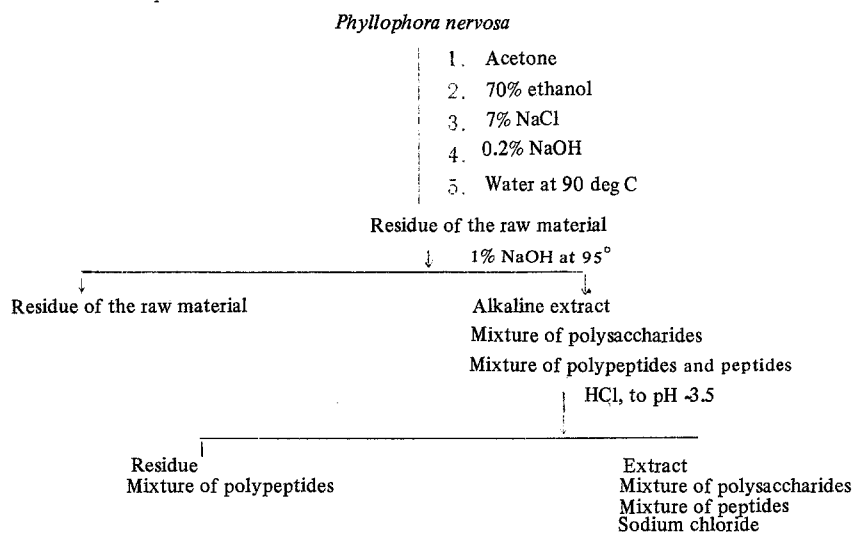 Phyllophora nervosa
1. Acetone
2. 70% ethanol
3. 7% NaCl
4. 0.2% NaOH
5. Water at 90 deg C
Residue of the raw material
1% NaOH at 95°
Residue of the raw material
Alkaline extract
Mixture of polysaccharides
Mixture of polypeptides and peptides
HCl, to pH -3.5
Residue
Mixture of polypeptides
Extract
Mixture of polysaccharides
Mixture of peptides
Sodium chloride